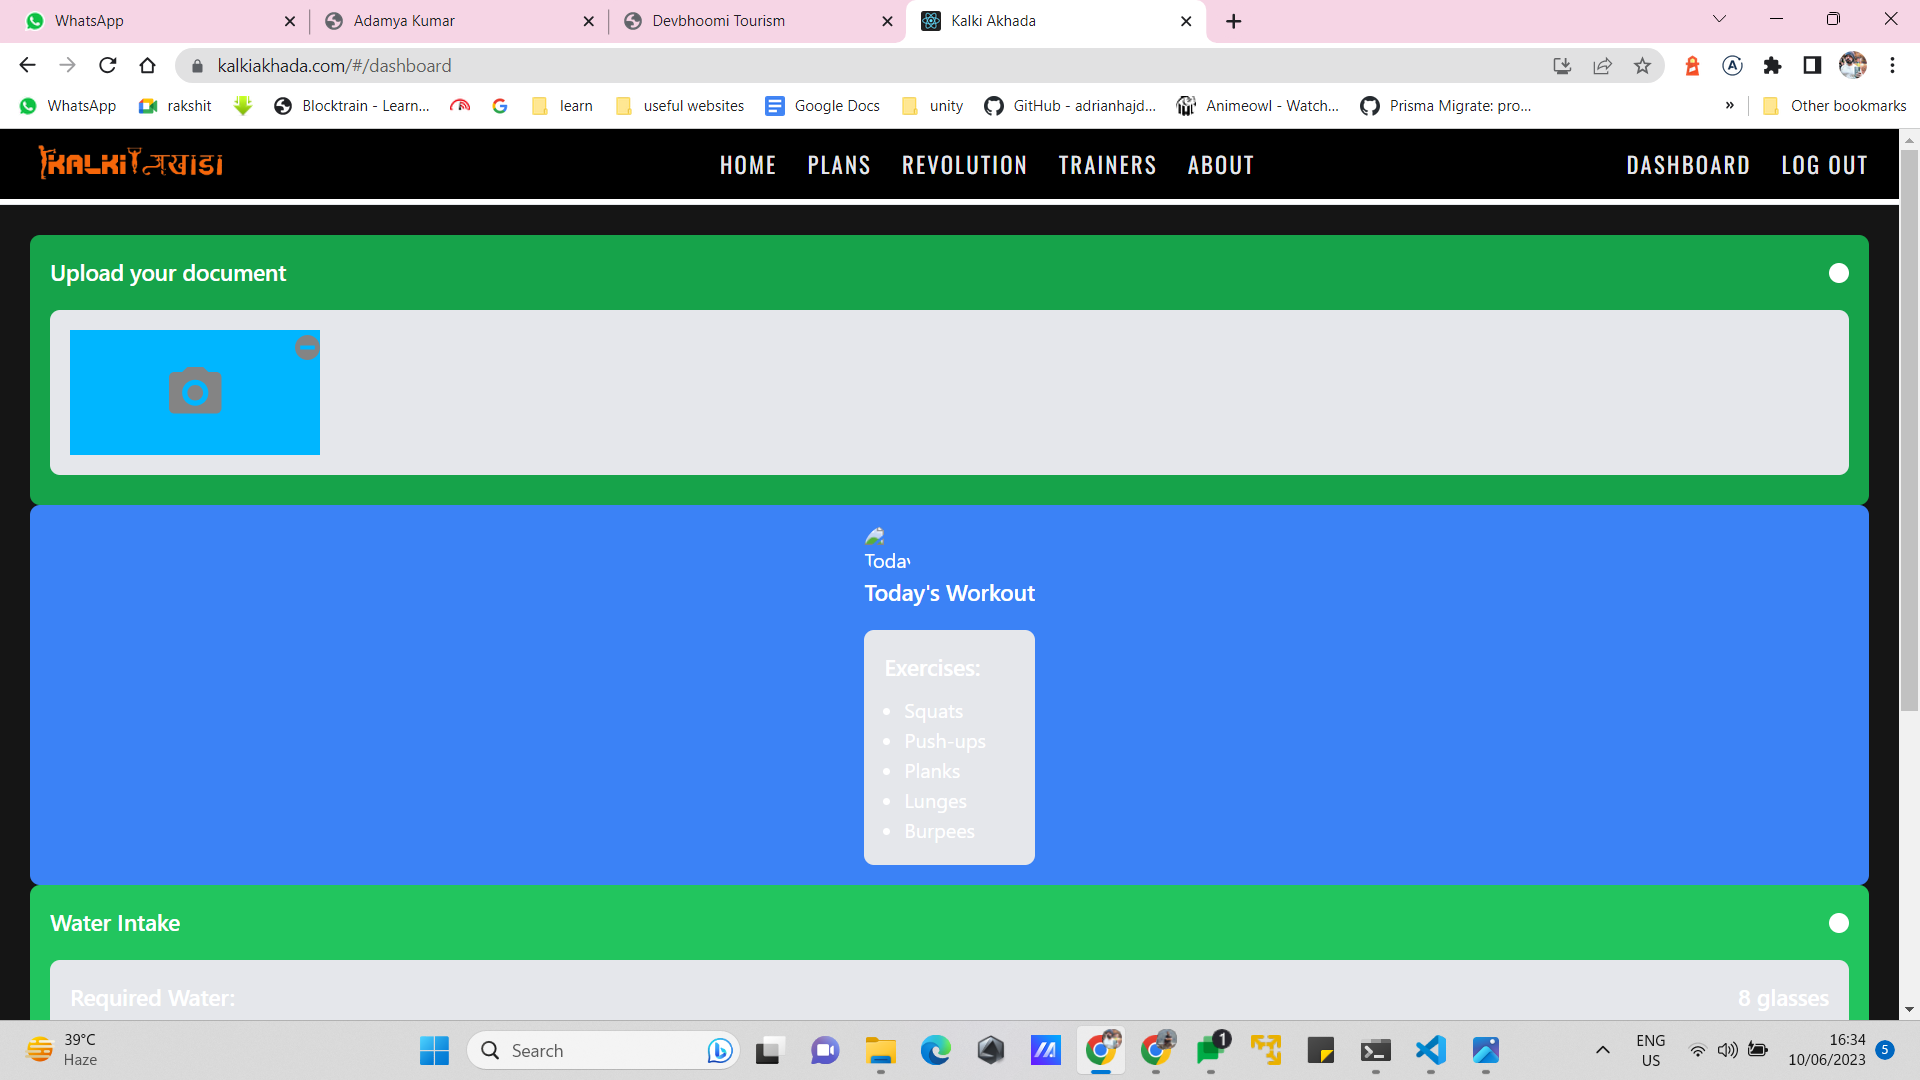 WhatsApp
Adamya Kumar
Devbhoomi Tourism
Kalki Akhada
kalkiakhada.com/#/dashboard
WhatsApp
rakshit
Blocktrain - Learn...
learn
useful websites
Google Docs
unity
GitHub - adrianhajd...
Animeowl - Watch...
Prisma Migrate: pro...
»
Other bookmarks
KALKI अखाडा
HOME
PLANS
REVOLUTION
TRAINERS
ABOUT
DASHBOARD
LOG OUT
Upload your document
Today's Workout
Exercises:
• Squats
• Push-ups
• Planks
• Lunges
• Burpees
Water Intake
Required Water:
8 glasses
39°C
Haze
Search
1
ENG
US
16:34
10/06/2023
5